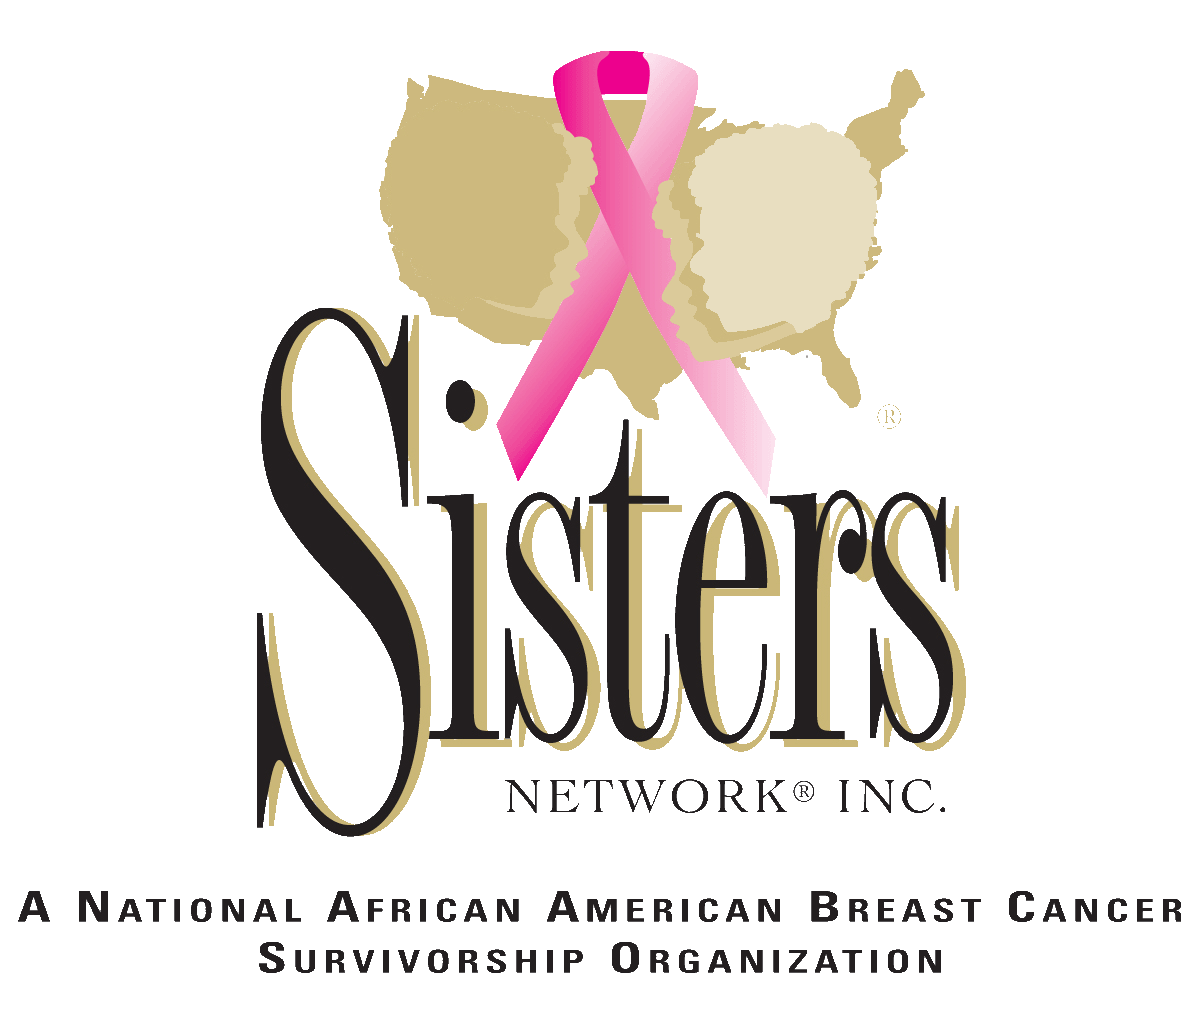 ®
Sisters
NETWORK® INC.
A NATIONAL AFRICAN AMERICAN BREAST CANCER
SURVIVORSHIP ORGANIZATION